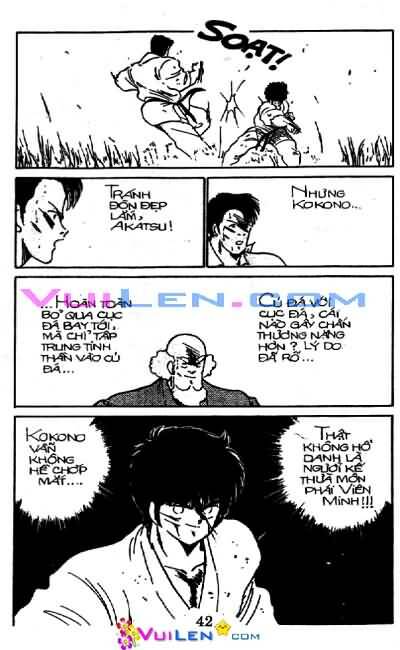 SOẠT!
TRÁNH
ĐÒN ĐẸP
LẮM,
AKATSU!
NHƯNG
KOKONO...
VUILEN.COM
...HOÀN TOÀN
BỎ QUA CỤC
ĐÁ BAY TỚI,
MÀ CHỈ TẬP
TRUNG TINH
THẦN VÀO CÚ
ĐÁ...
CÚ ĐÁ VỚI
CỤC ĐÁ, CÁI
NÀO GÂY CHẤN
THƯƠNG NẶNG
HƠN? LÝ DO
ĐÃ RÕ...
KOKONO
VẪN
KHÔNG
HỀ CHỚP
MẮT....
THẬT
KHÔNG HỔ
DANH LÀ
NGƯỜI KẾ
THỪA MÔN
PHÁI VIÊN
MINH!!!
42
VUILEN
.COM